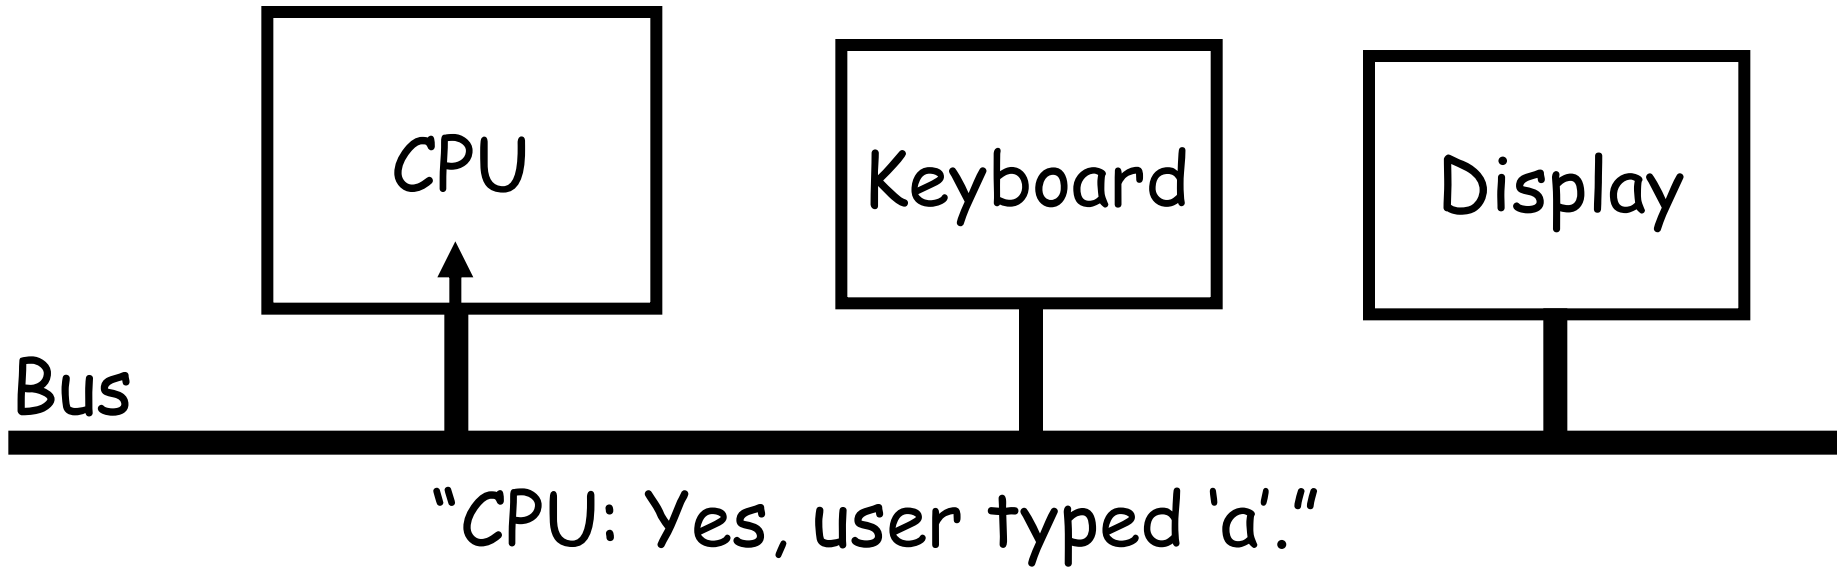 CPU
Keyboard
Display
Bus
“CPU: Yes, user typed ‘a’.”